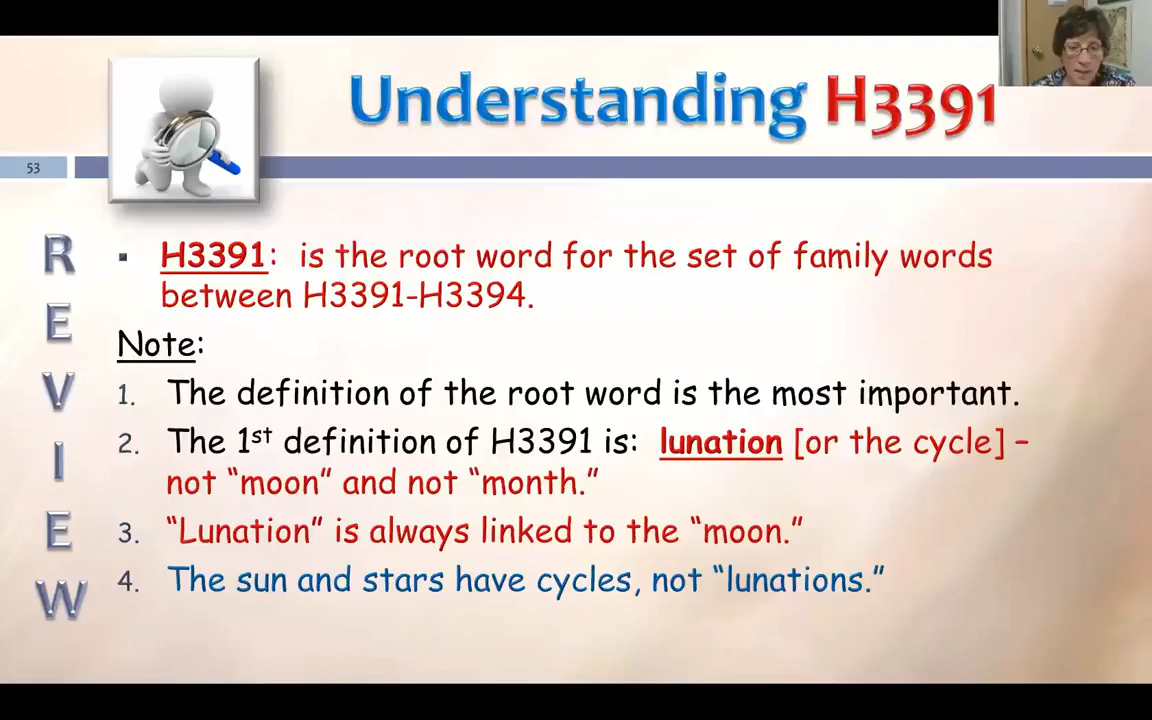 Understanding H3391
53
REVIEW
▪ H3391: is the root word for the set of family words
between H3391-H3394.
Note:
1. The definition of the root word is the most important.
2. The 1st definition of H3391 is: lunation [or the cycle] –
not “moon” and not “month.”
3. “Lunation” is always linked to the “moon.”
4. The sun and stars have cycles, not “lunations.”